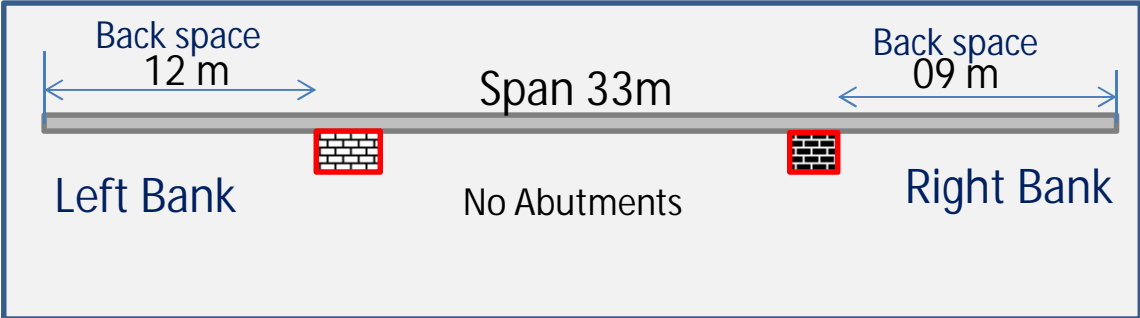 Back space
12 m
Span 33m
Back space
09 m
Left Bank
No Abutments
Right Bank